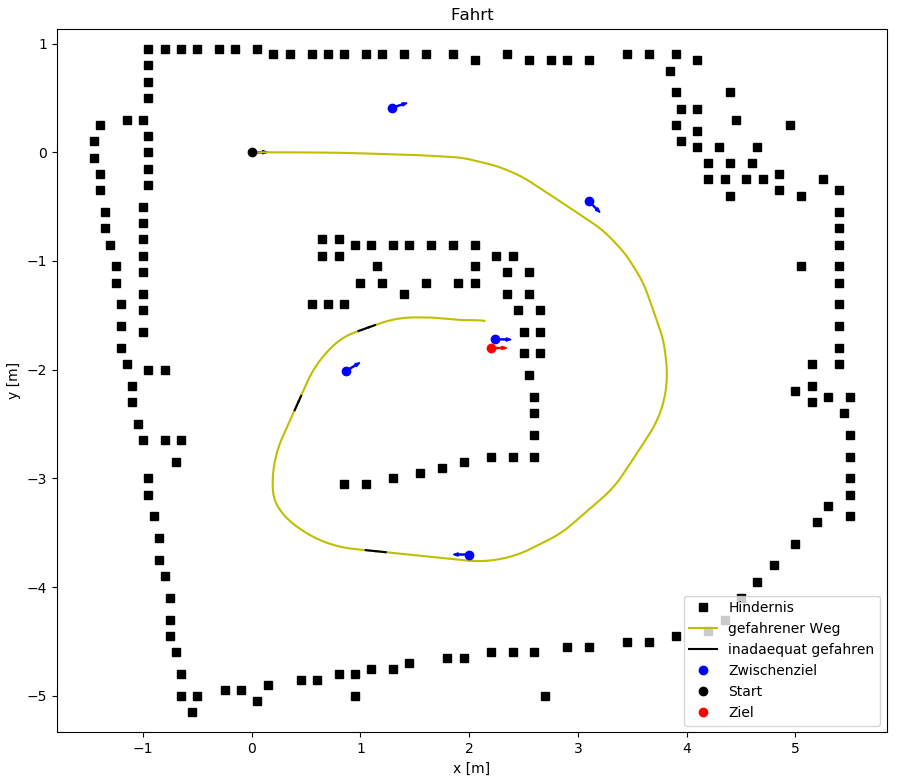 Fahrt
1
0
−1
−2
−3
−4
−5
y [m]
−1
0
1
2
3
4
5
x [m]
Hindernis
gefahrener Weg
inadaequat gefahren
Zwischenziel
Start
Ziel